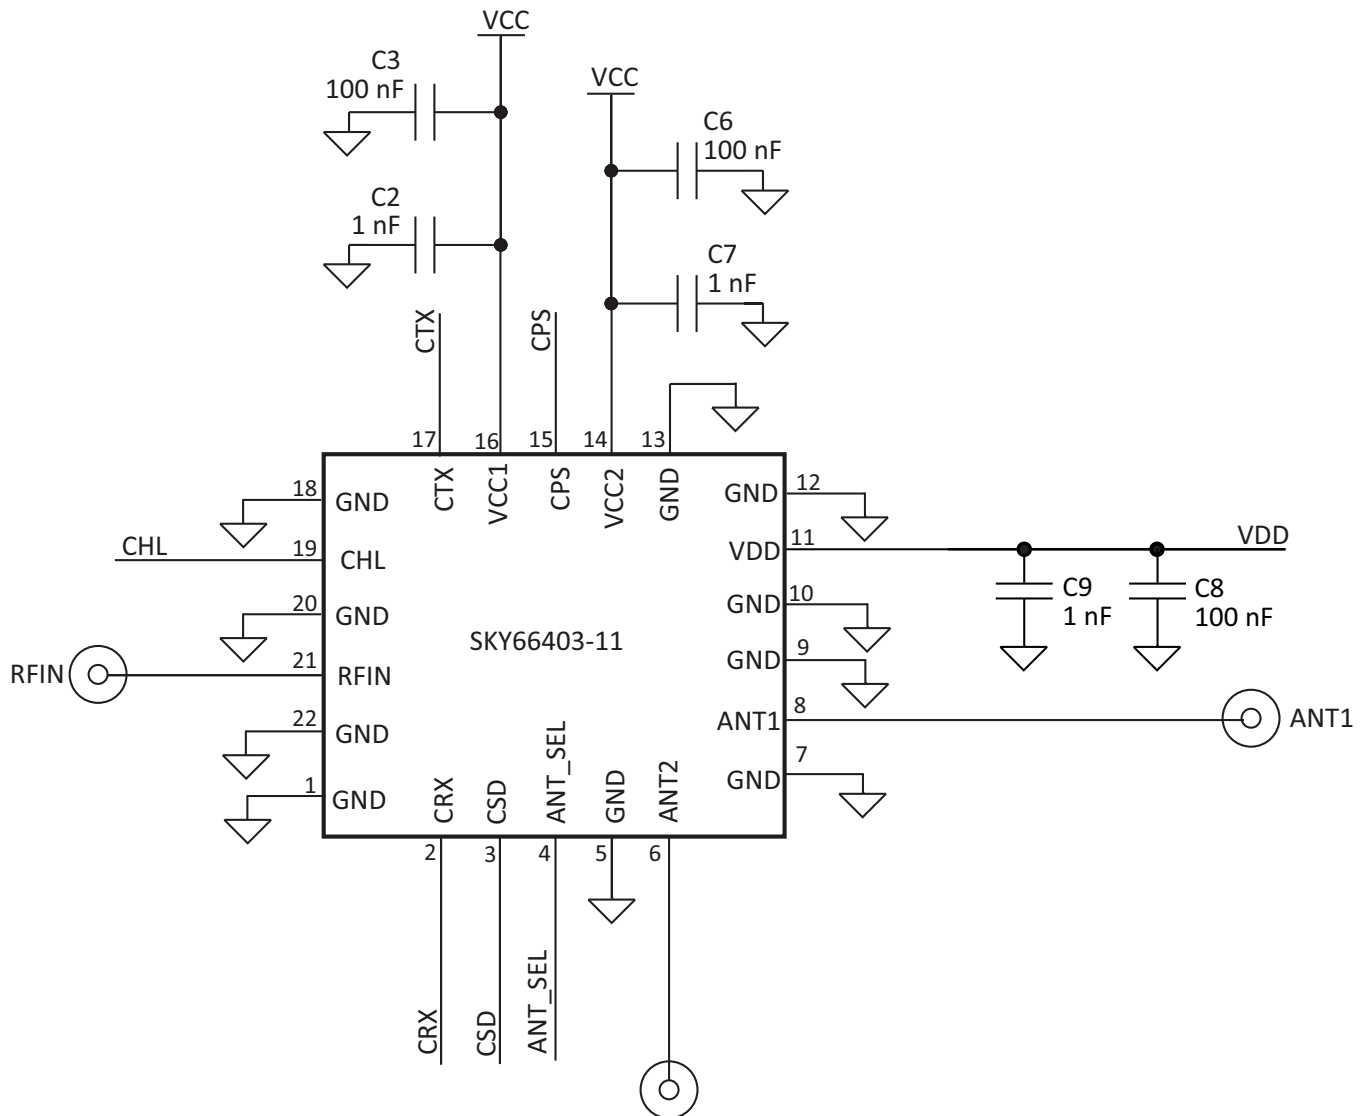 VCC
C3
100 nF
VCC
C6
100 nF
C2
1 nF
C7
1 nF
CTX
CPS
17
16
15
14
13
CTX
VCC1
CPS
VCC2
GND
18
GND
GND
12
CHL
19
CHL
VDD
11
VDD
20
GND
GND
10
C9
1 nF
C8
100 nF
SKY66403-11
RFIN
21
RFIN
GND
9
22
GND
ANT1
8
ANT1
1
GND
GND
7
CRX
CSD
ANT_SEL
GND
ANT2
2
3
4
5
6
CRX
CSD
ANT_SEL